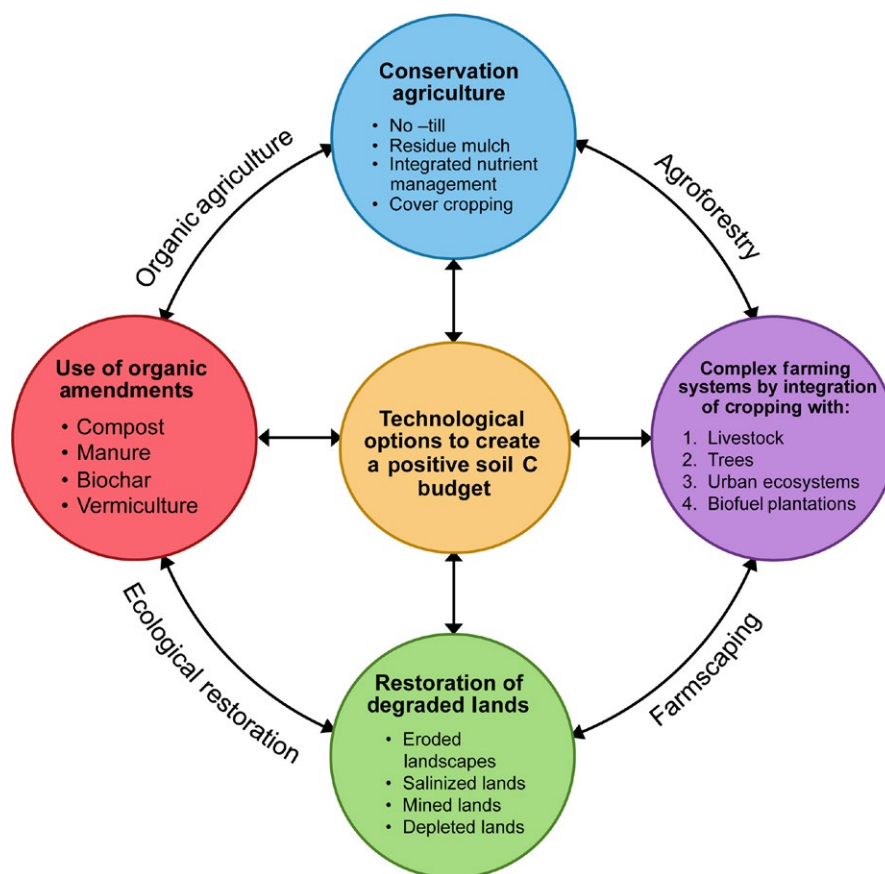 Conservation
agriculture
• No –till
• Residue mulch
• Integrated nutrient
management
• Cover cropping
Organic agriculture
Agroforestry
Use of organic
amendments
• Compost
• Manure
• Biochar
• Vermiculture
Technological
options to create
a positive soil C
budget
Complex farming
systems by integration
of cropping with:
1. Livestock
2. Trees
3. Urban ecosystems
4. Biofuel plantations
Ecological restoration
Farmscaping
Restoration of
degraded lands
• Eroded
landscapes
• Salinized lands
• Mined lands
• Depleted lands